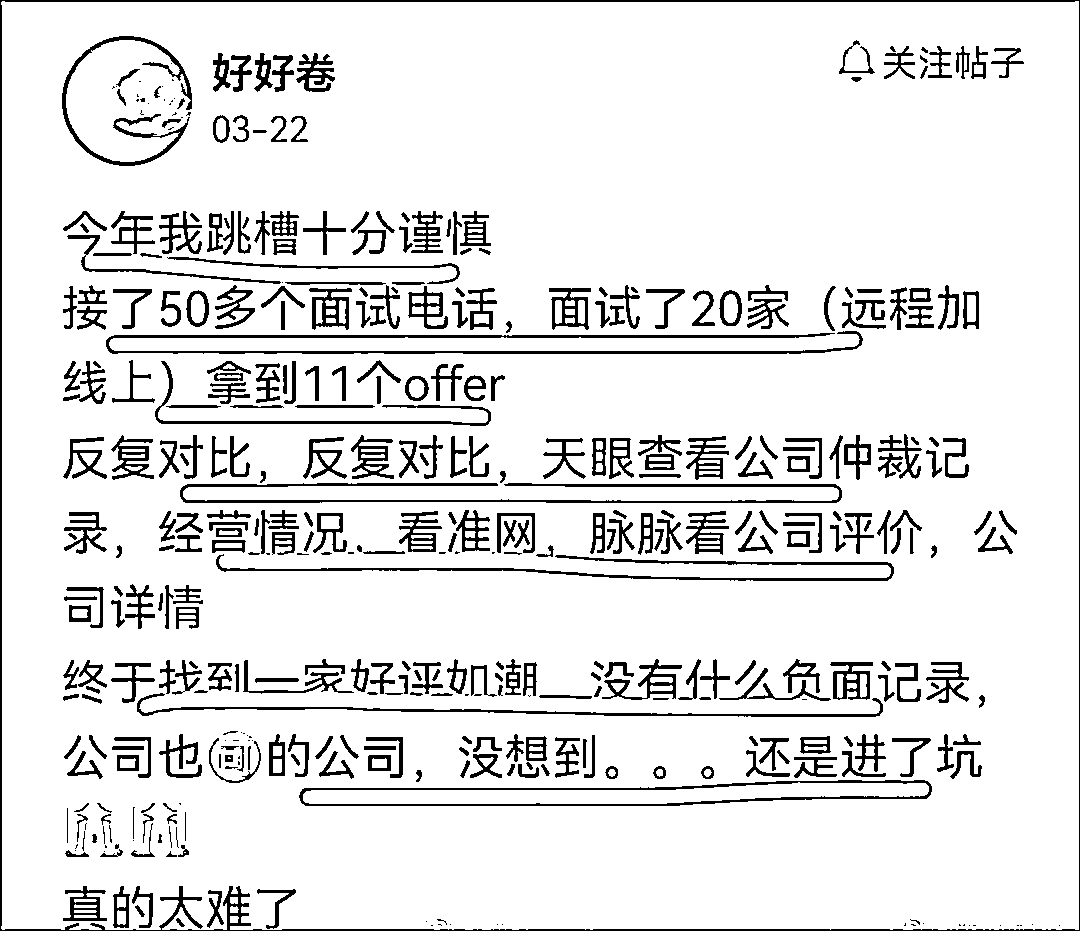 好好卷
关注帖子
03-22
今年我跳槽十分谨慎
接了50多个面试电话，面试了20家（远程加
线上）拿到11个offer
反复对比，反复对比，天眼查看公司仲裁记
录，经营情况、看准网，脉脉看公司评价，公
司详情
终于找到一家好评如潮 没有什么负面记录，
公司也的公司，没想到。。。还是进了坑
真的太难了